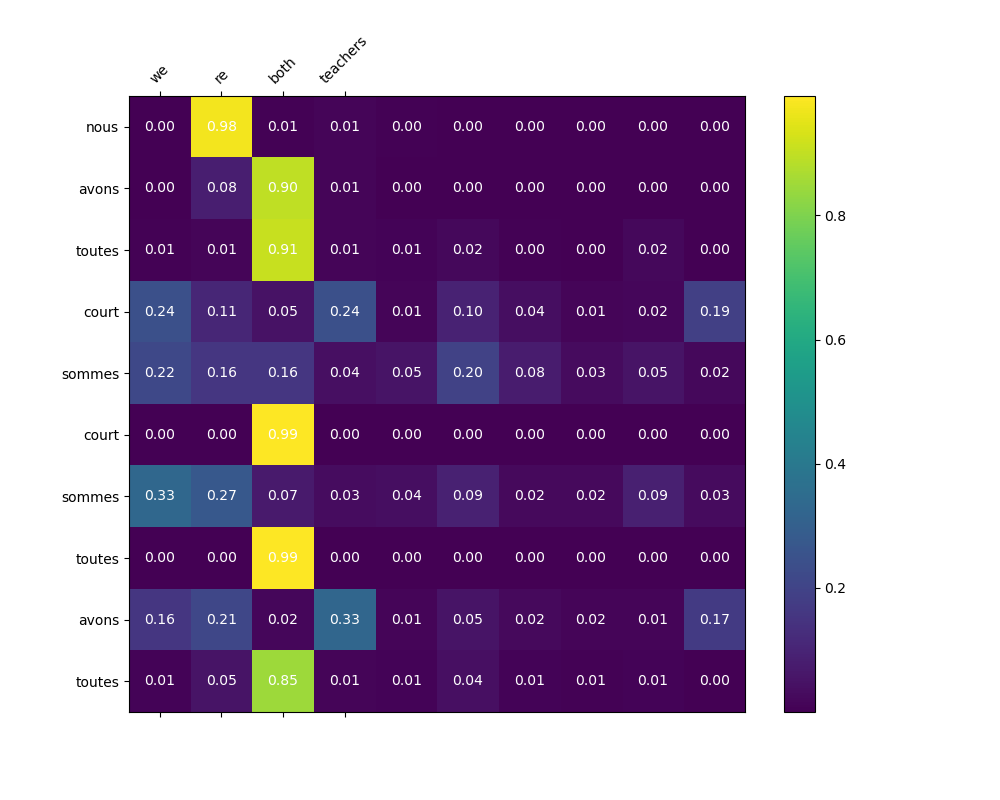 we re both teachers
nous 0.00 0.98 0.01 0.01 0.00 0.00 0.00 0.00 0.00 0.00
avons 0.00 0.08 0.90 0.01 0.00 0.00 0.00 0.00 0.00 0.00
0.8
toutes 0.01 0.01 0.91 0.01 0.01 0.02 0.00 0.00 0.02 0.00
court 0.24 0.11 0.05 0.24 0.01 0.10 0.04 0.01 0.02 0.19
0.6
sommes 0.22 0.16 0.16 0.04 0.05 0.20 0.08 0.03 0.05 0.02
court 0.00 0.00 0.99 0.00 0.00 0.00 0.00 0.00 0.00 0.00
0.4
sommes 0.33 0.27 0.07 0.03 0.04 0.09 0.02 0.02 0.09 0.03
toutes 0.00 0.00 0.99 0.00 0.00 0.00 0.00 0.00 0.00 0.00
0.2
avons 0.16 0.21 0.02 0.33 0.01 0.05 0.02 0.02 0.01 0.17
toutes 0.01 0.05 0.85 0.01 0.01 0.04 0.01 0.01 0.01 0.00